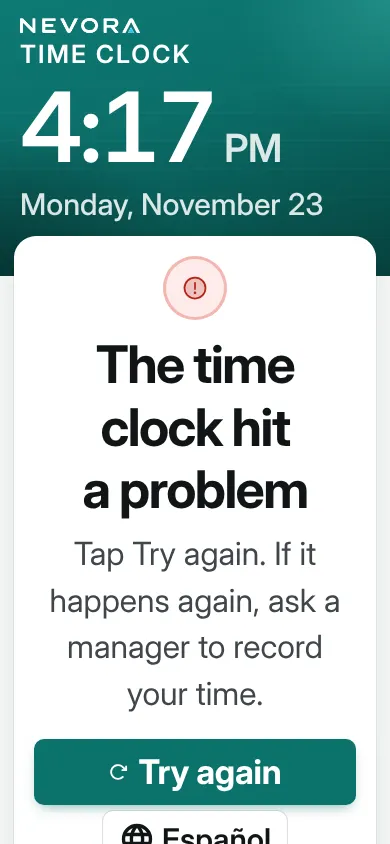 NEVORA
TIME CLOCK
4:17 PM
Monday, November 23
The time
clock hit
a problem
Tap Try again. If it
happens again, ask a
manager to record
your time.
Try again
Español